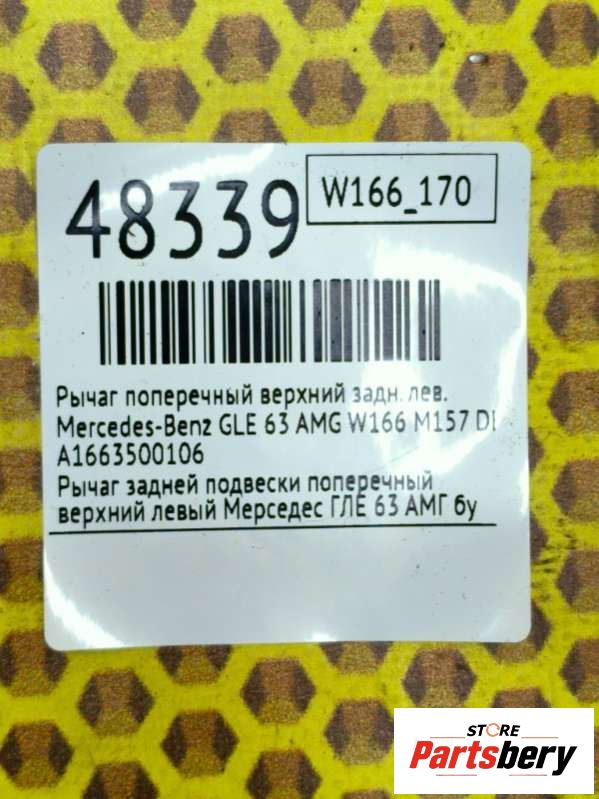 48339
W166_170
Рычаг поперечный верхний задн. лев.
Mercedes-Benz GLE 63 AMG W166 M157 DE
A1663500106
Рычаг задней подвески поперечный
верхний левый Мерседес ГЛЕ 63 АМГ бу
STORE
Partsbery